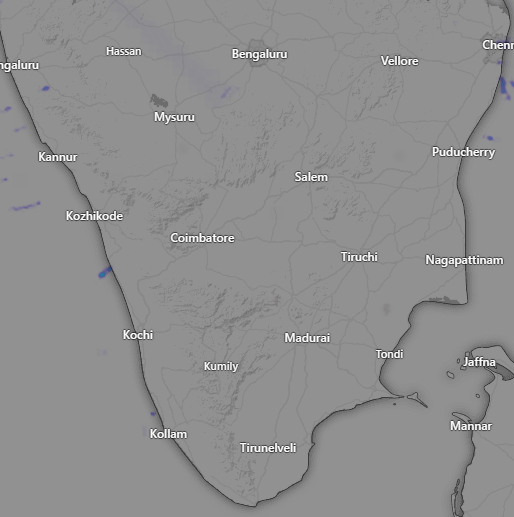 Chenn
Hassan
Bengaluru
Vellore
ngaluru
Mysuru
Puducherry
Kannur
Salem
Kozhikode
Coimbatore
Tiruchi
Nagapattinam
Kochi
Madurai
Tondi
Jaffna
Kumily
Mannar
Kollam
Tirunelveli